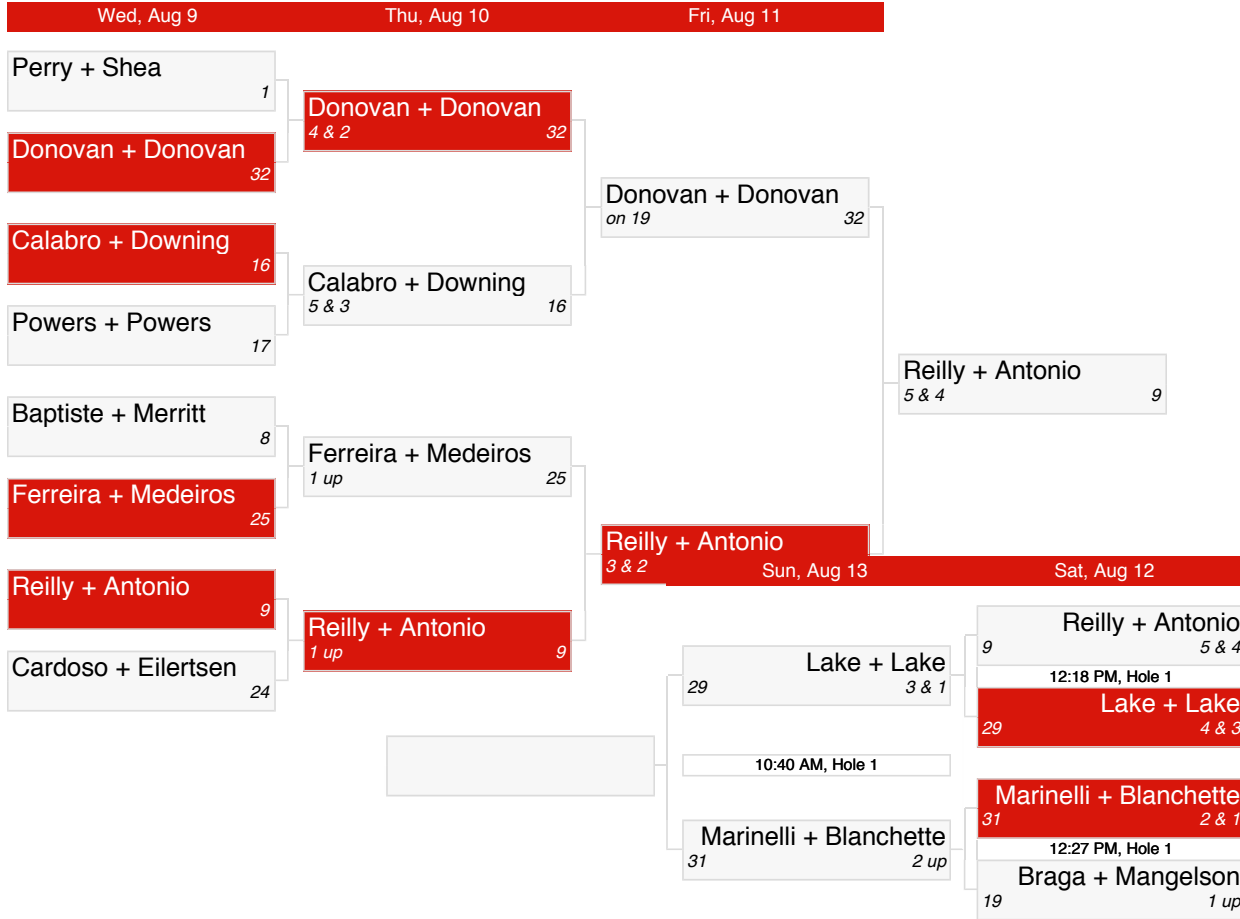 Wed, Aug 9
Thu, Aug 10
Fri, Aug 11
Perry + Shea
1
Donovan + Donovan
32
Calabro + Downing
16
Powers + Powers
17
Baptiste + Merritt
8
Ferreira + Medeiros
25
Reilly + Antonio
9
Cardoso + Eilertsen
24
Donovan + Donovan
4 & 2 32
Calabro + Downing
5 & 3 16
Ferreira + Medeiros
1 up 25
Reilly + Antonio
1 up 9
Donovan + Donovan
on 19 32
Reilly + Antonio
3 & 2
Reilly + Antonio
5 & 4 9
Sun, Aug 13
Sat, Aug 12
Reilly + Antonio
9 5 & 4
12:18 PM, Hole 1
Lake + Lake
29 4 & 3
Marinelli + Blanchette
31 2 & 1
12:27 PM, Hole 1
Braga + Mangelson
19 1 up
Lake + Lake
29 3 & 1
10:40 AM, Hole 1
Marinelli + Blanchette
31 2 up